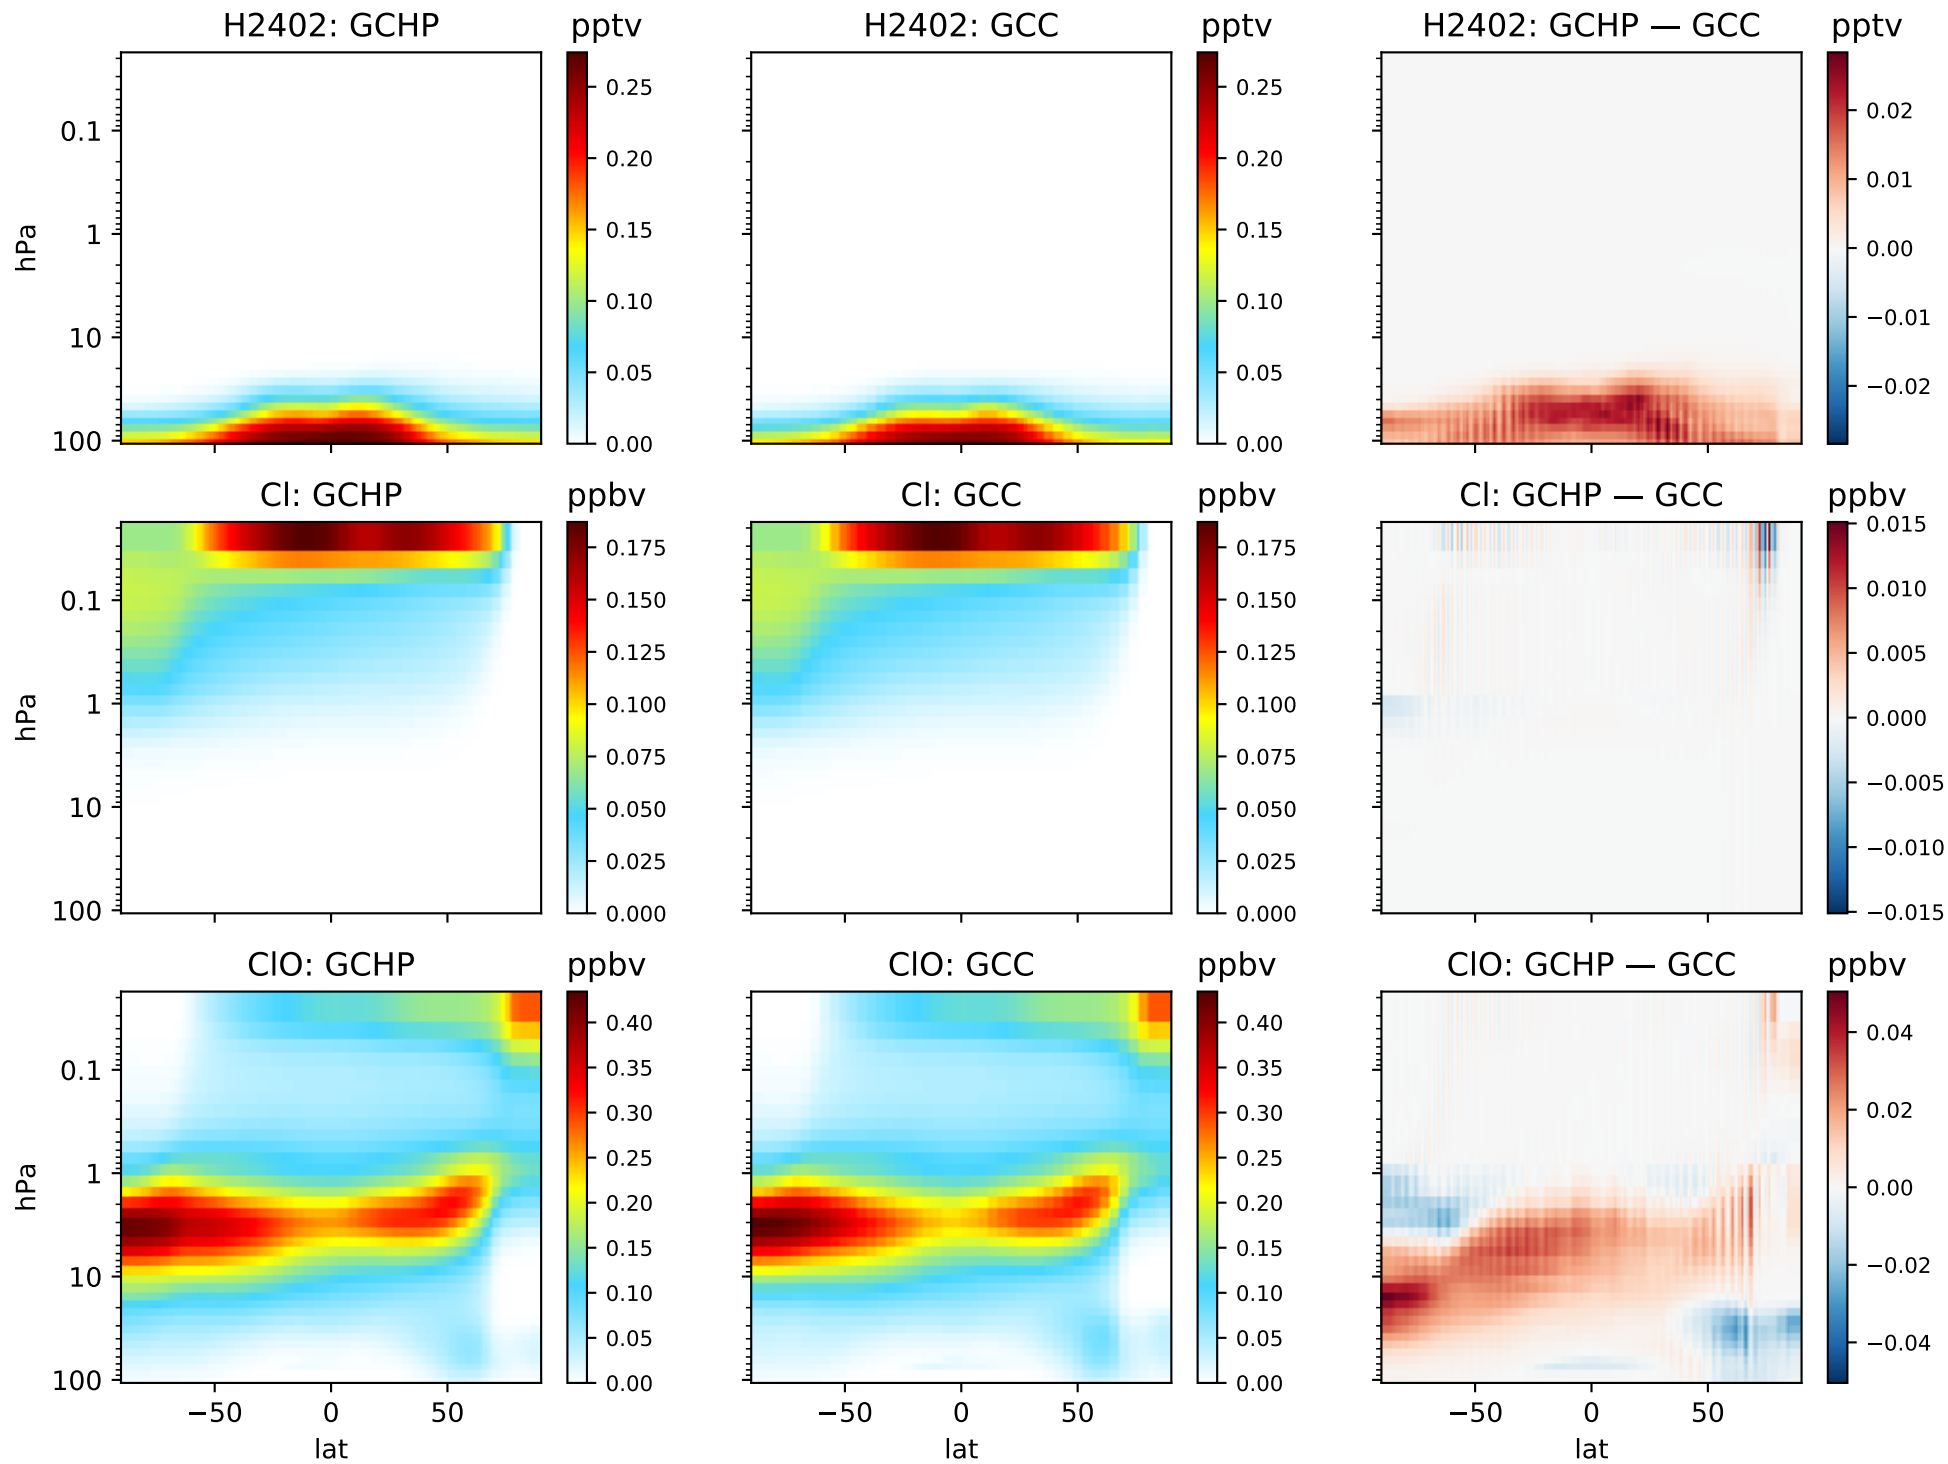 H2402: GCHP pptv H2402: GCC pptv H2402: GCHP — GCC pptv
0.25 0.25 0.02
0.1 0.20 0.20 0.01
hPa 1 0.15 0.15 0.00
0.10 0.10 −0.01
10 0.05 0.05 −0.02
100 0.00 0.00
Cl: GCHP ppbv Cl: GCC ppbv Cl: GCHP — GCC ppbv
0.175 0.175 0.015
0.1 0.150 0.150 0.010
0.125 0.125 0.005
hPa 1 0.100 0.100 0.000
0.075 0.075 −0.005
10 0.050 0.050 −0.010
0.025 0.025
100 0.000 0.000 −0.015
ClO: GCHP ppbv ClO: GCC ppbv ClO: GCHP — GCC ppbv
0.40 0.40 0.04
0.1 0.35 0.35
0.30 0.30 0.02
hPa 1 0.25 0.25 0.00
0.20 0.20
0.15 0.15 −0.02
10 0.10 0.10
0.05 0.05 −0.04
100 0.00 0.00
−50 0 50 −50 0 50 −50 0 50
lat lat lat